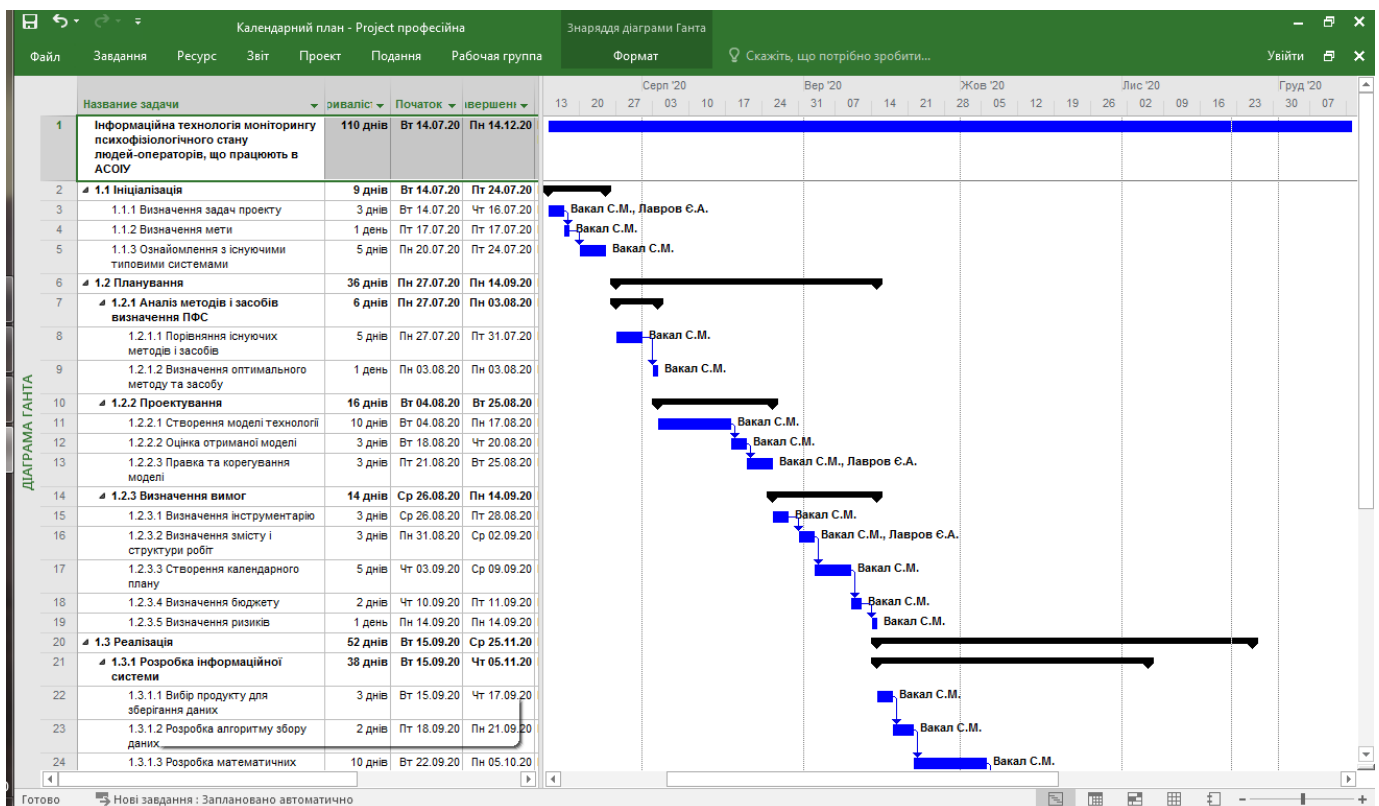 Календарний план - Project професійна
Знаряддя діаграми Ганта
Файл Завдання Ресурс Звіт Проект Подання Рабочая группа Формат Скажіть, що потрібно зробити... Увійти
Серп '20 Вер '20 Жов '20 Лис '20 Груд '20
Название задачи риваліс Початок івершенн 13 20 27 03 10 17 24 31 07 14 21 28 05 12 19 26 02 09 16 23 30 07
1 Інформаційна технологія моніторингу 110 днів Вт 14.07.20 Пн 14.12.20
психофізіологічного стану
людей-операторів, що працюють в
АСОІУ
2 1.1 Ініціалізація 9 днів Вт 14.07.20 Пт 24.07.20
3 1.1.1 Визначення задач проекту 3 днів Вт 14.07.20 Чт 16.07.20 Вакал С.М., Лавров Є.А.
4 1.1.2 Визначення мети 1 день Пт 17.07.20 Пт 17.07.20 Вакал С.М.
5 1.1.3 Ознайомлення з існуючими 5 днів Пн 20.07.20 Пт 24.07.20 Вакал С.М.
типовими системами
6 1.2 Планування 36 днів Пн 27.07.20 Пн 14.09.20
7 1.2.1 Аналіз методів і засобів 6 днів Пн 27.07.20 Пн 03.08.20
визначення ПФС
8 1.2.1.1 Порівняння існуючих 5 днів Пн 27.07.20 Пт 31.07.20 Вакал С.М.
методів і засобів
9 1.2.1.2 Визначення оптимального 1 день Пн 03.08.20 Пн 03.08.20 Вакал С.М.
методу та засобу
10 1.2.2 Проектування 16 днів Вт 04.08.20 Вт 25.08.20
11 1.2.2.1 Створення моделі технології 10 днів Вт 04.08.20 Пн 17.08.20 Вакал С.М.
12 1.2.2.2 Оцінка отриманої моделі 3 днів Вт 18.08.20 Чт 20.08.20 Вакал С.М.
13 1.2.2.3 Правка та корегування 3 днів Пт 21.08.20 Вт 25.08.20 Вакал С.М., Лавров Є.А.
моделі
14 1.2.3 Визначення вимог 14 днів Ср 26.08.20 Пн 14.09.20
15 1.2.3.1 Визначення інструментарію 3 днів Ср 26.08.20 Пт 28.08.20 Вакал С.М.
16 1.2.3.2 Визначення змісту і 3 днів Пн 31.08.20 Ср 02.09.20 Вакал С.М., Лавров Є.А.
структури робіт
17 1.2.3.3 Створення календарного 5 днів Чт 03.09.20 Ср 09.09.20 Вакал С.М.
плану
18 1.2.3.4 Визначення бюджету 2 днів Чт 10.09.20 Пт 11.09.20 Вакал С.М.
19 1.2.3.5 Визначення ризиків 1 день Пн 14.09.20 Пн 14.09.20 Вакал С.М.
20 1.3 Реалізація 52 днів Вт 15.09.20 Ср 25.11.20
21 1.3.1 Розробка інформаційної 38 днів Вт 15.09.20 Чт 05.11.20
системи
22 1.3.1.1 Вибір продукту для 3 днів Вт 15.09.20 Чт 17.09.20 Вакал С.М.
зберігання даних
23 1.3.1.2 Розробка алгоритму збору 2 днів Пт 18.09.20 Пн 21.09.20 Вакал С.М.
даних
24 1.3.1.3 Розробка математичних 10 днів Вт 22.09.20 Пн 05.10.20 Вакал С.М.
ДІАГРАМА ГАНТА
Готово Нові завдання : Заплановано автоматично